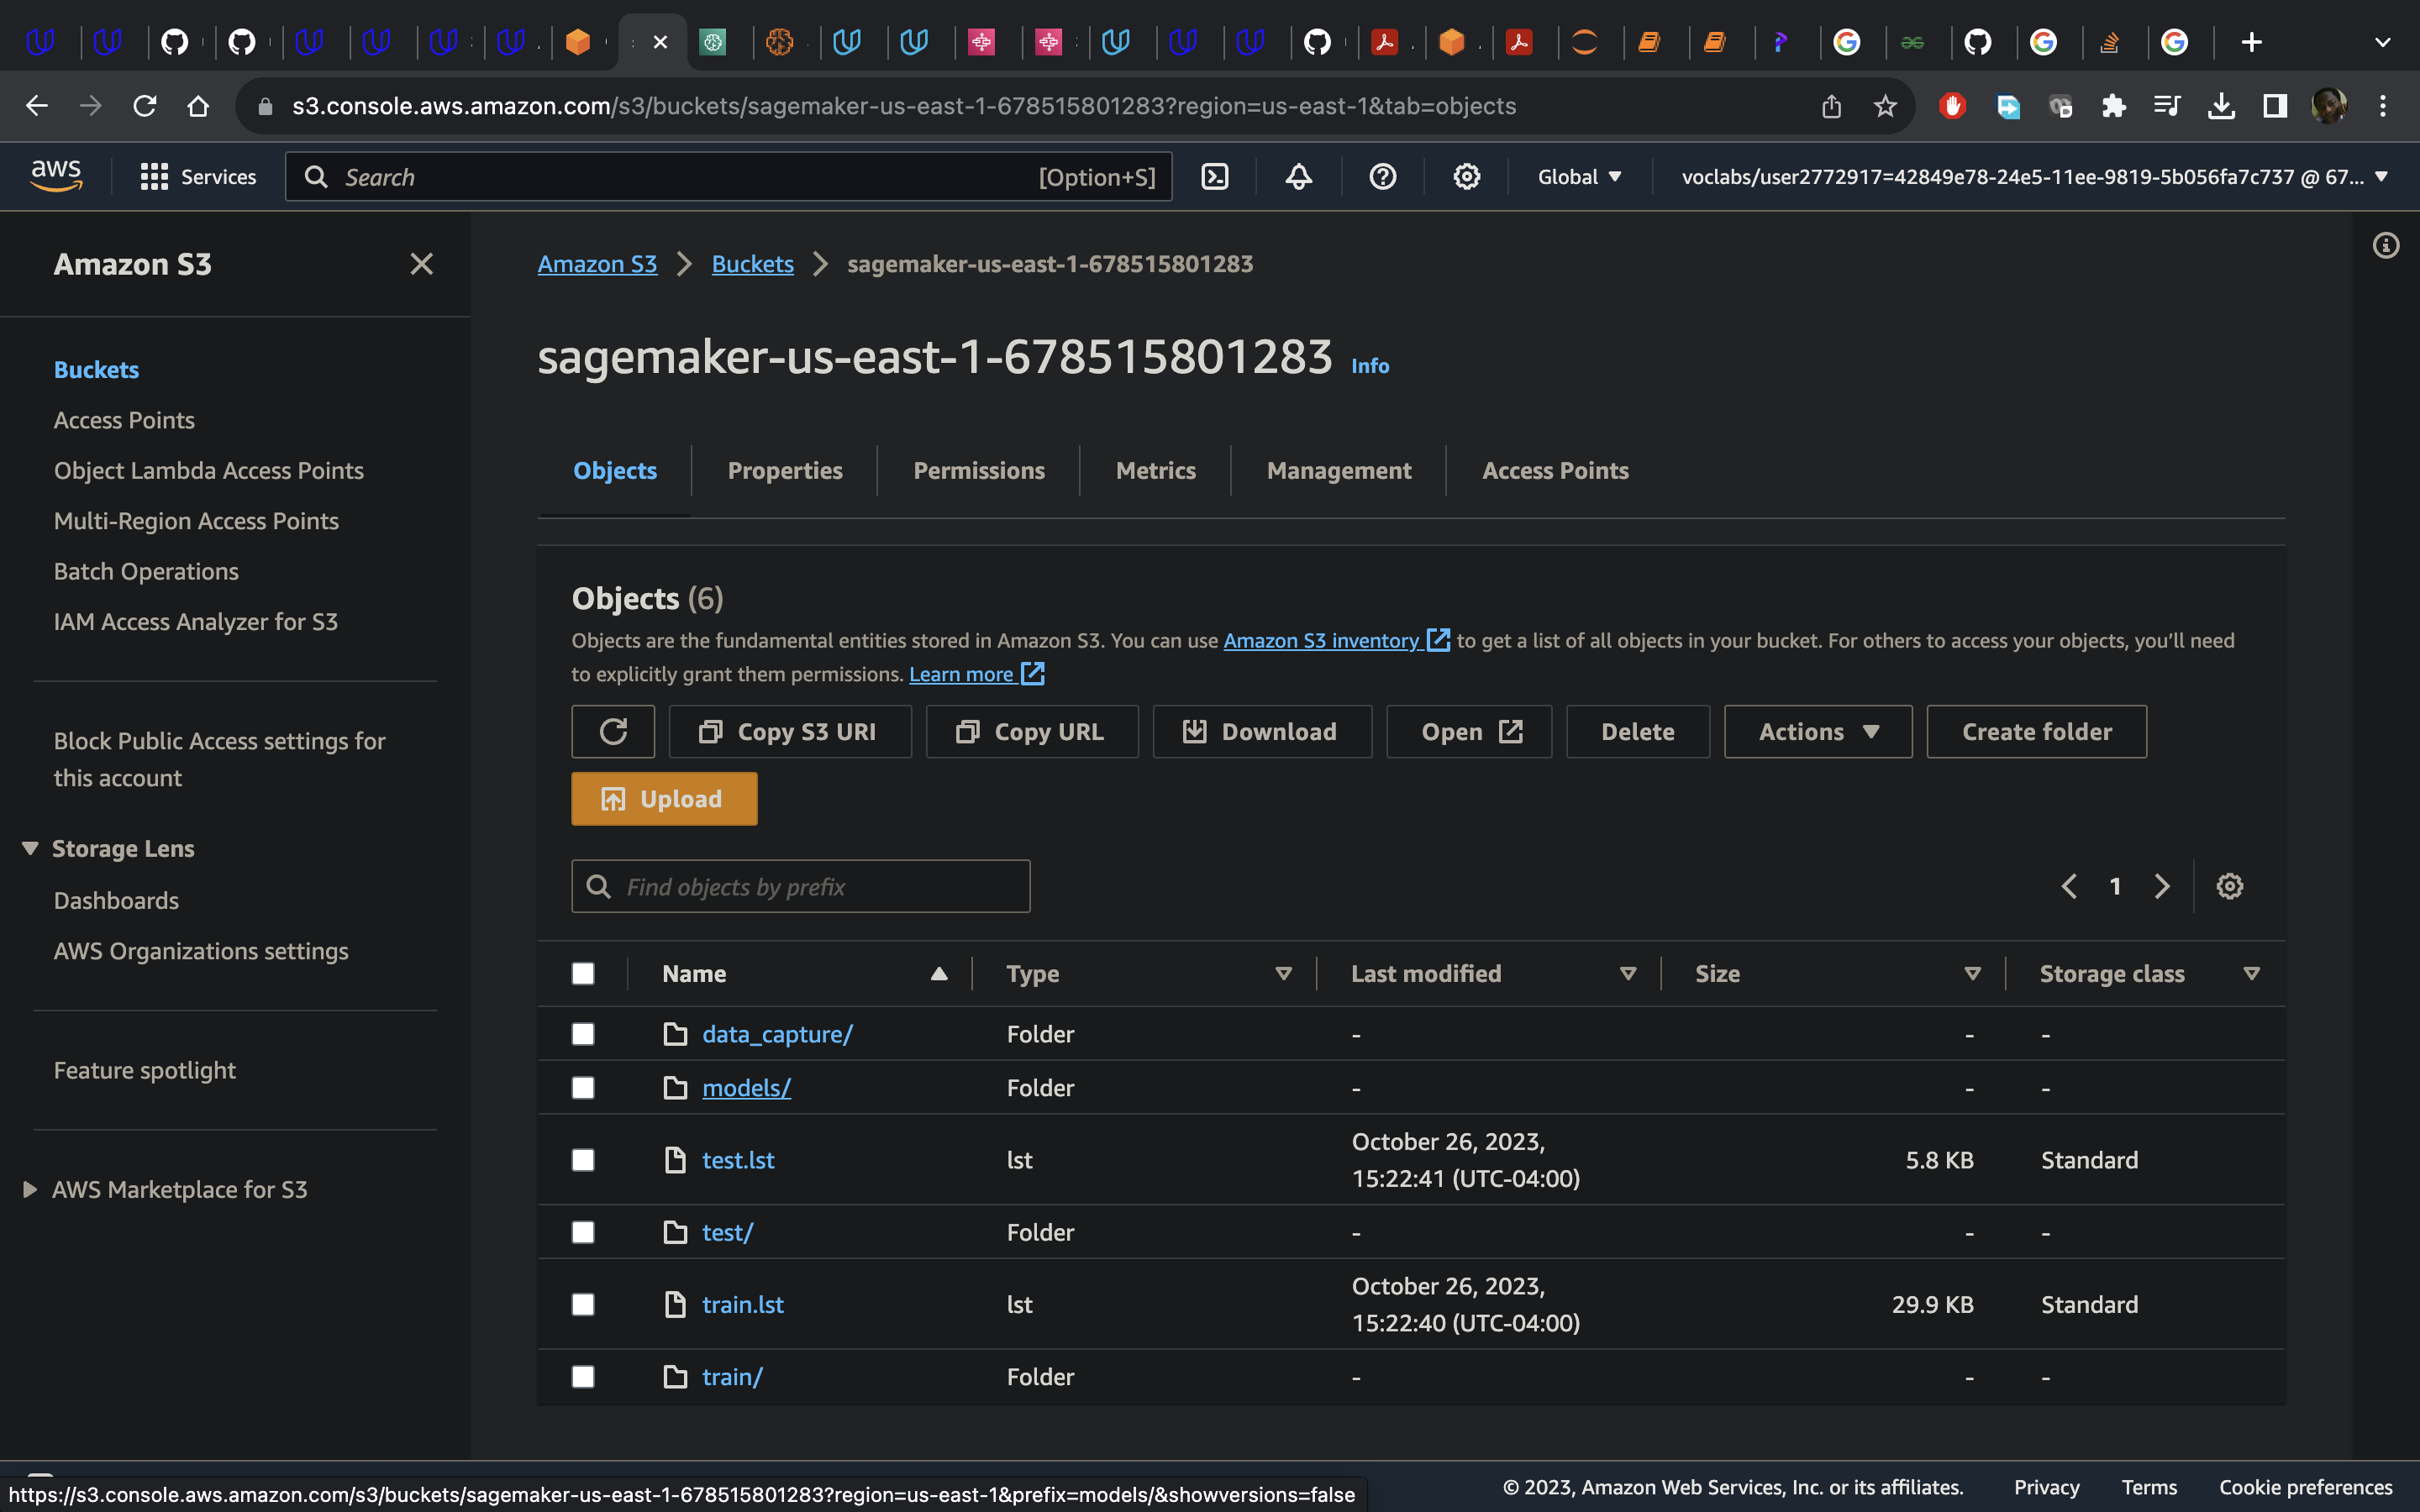 s3.console.aws.amazon.com/s3/buckets/sagemaker-us-east-1-678515801283?region=us-east-1&tab=objects
aws
Services
Search
[Option+S]
Global
voclabs/user2772917=42849e78-24e5-11ee-9819-5b056fa7c737 @ 67...
Amazon S3
Buckets
Access Points
Object Lambda Access Points
Multi-Region Access Points
Batch Operations
IAM Access Analyzer for S3
Block Public Access settings for
this account
Storage Lens
Dashboards
AWS Organizations settings
Feature spotlight
AWS Marketplace for S3
Amazon S3 Buckets sagemaker-us-east-1-678515801283
sagemaker-us-east-1-678515801283 Info
Objects Properties Permissions Metrics Management Access Points
Objects (6)
Objects are the fundamental entities stored in Amazon S3. You can use Amazon S3 inventory to get a list of all objects in your bucket. For others to access your objects, you’ll need
to explicitly grant them permissions. Learn more
Copy S3 URI Copy URL Download Open Delete Actions Create folder
Upload
Find objects by prefix
1
Name Type Last modified Size Storage class
data_capture/ Folder - - -
models/ Folder - - -
test.lst lst October 26, 2023,
15:22:41 (UTC-04:00) 5.8 KB Standard
test/ Folder - - -
train.lst lst October 26, 2023,
15:22:40 (UTC-04:00) 29.9 KB Standard
train/ Folder - - -
https://s3.console.aws.amazon.com/s3/buckets/sagemaker-us-east-1-678515801283?region=us-east-1&prefix=models/&showversions=false
© 2023, Amazon Web Services, Inc. or its affiliates. Privacy Terms Cookie preferences